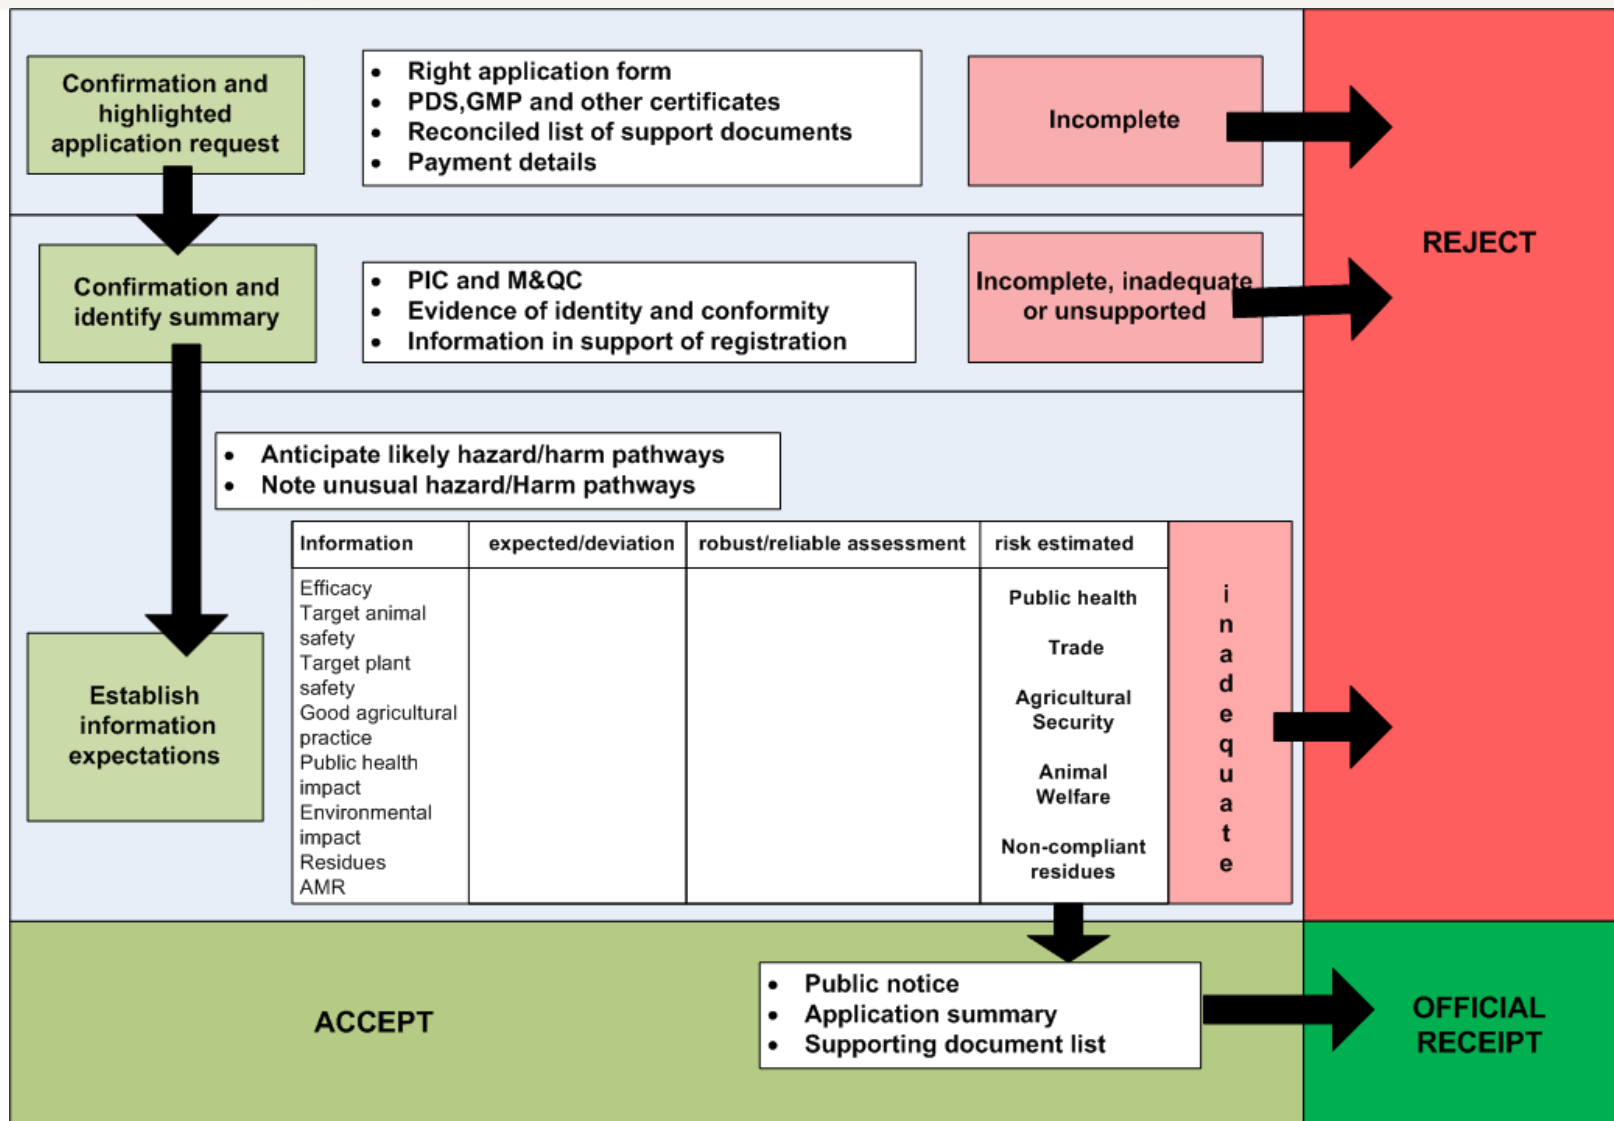 Confirmation and
highlighted
application request
• Right application form
• PDS,GMP and other certificates
• Reconciled list of support documents
• Payment details
Incomplete
REJECT
Confirmation and
identify summary
• PIC and M&QC
• Evidence of identity and conformity
• Information in support of registration
Incomplete, inadequate
or unsupported
• Anticipate likely hazard/harm pathways
• Note unusual hazard/Harm pathways
Establish
information
expectations
Information
expected/deviation
robust/reliable assessment
risk estimated
Efficacy
Target animal
safety
Target plant
safety
Good agricultural
practice
Public health
impact
Environmental
impact
Residues
AMR
Public health
Trade
Agricultural
Security
Animal
Welfare
Non-compliant
residues
inadequate
ACCEPT
• Public notice
• Application summary
• Supporting document list
OFFICIAL
RECEIPT